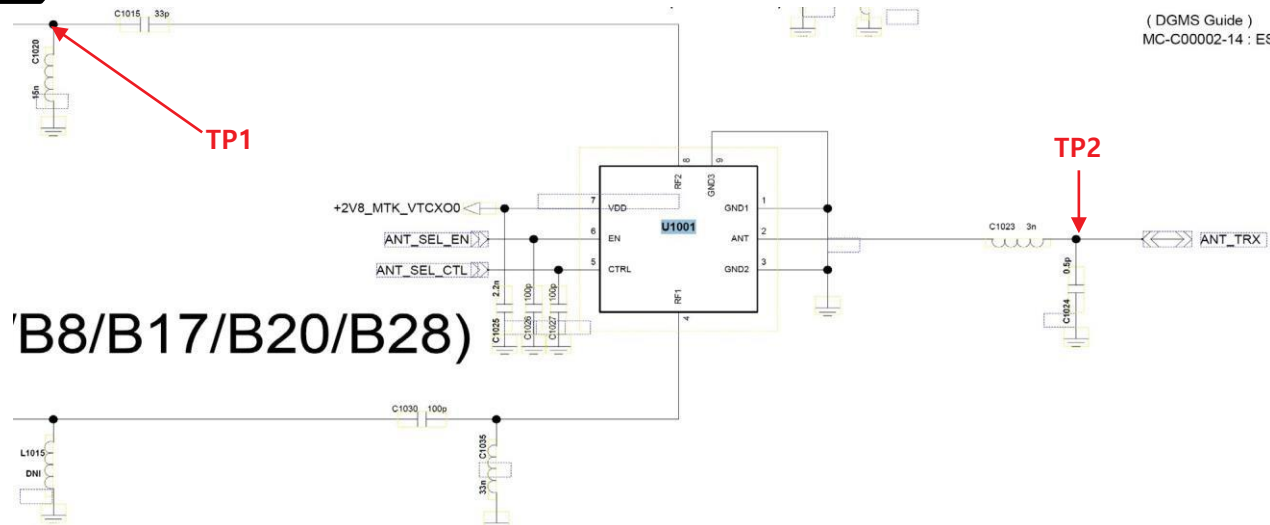 C1015 33p
( DGMS Guide )
MC-C00002-14 : ES
C1020
15n
TP1
TP2
8
9
RF2
GND3
+2V8_MTK_VTCXO0
7
VDD
GND1
1
U1001
ANT_SEL_EN
6
EN
ANT
2
C1023 3n
ANT_TRX
ANT_SEL_CTL
5
CTRL
GND2
3
RF1
4
2.2n
100p
100p
C1025
C1026
C1027
0.5p
C1024
/B8/B17/B20/B28)
C1030 100p
L1015
DNI
C1035
33n